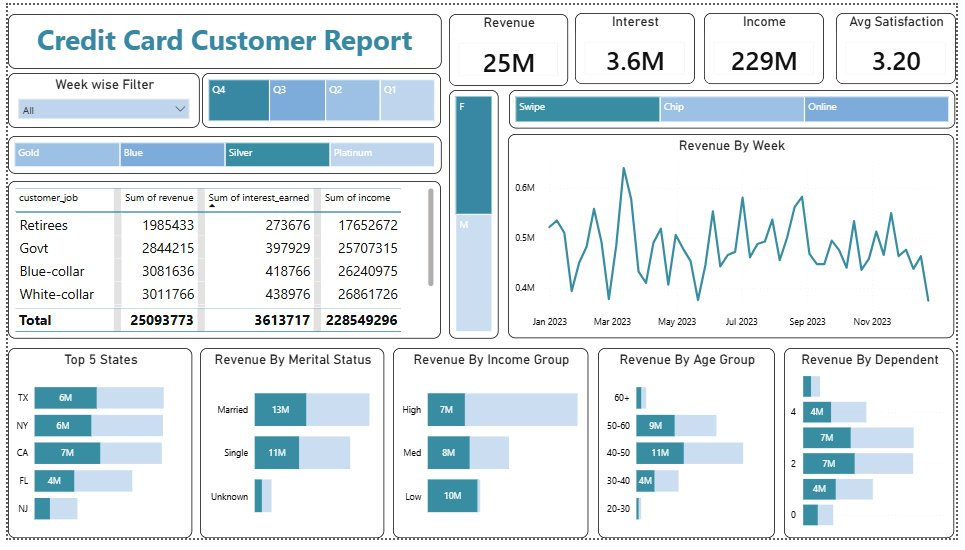 Credit Card Customer Report
Revenue
25M
Interest
3.6M
Income
229M
Avg Satisfaction
3.20
Week wise Filter
All
Q4 Q3 Q2 Q1
F
M
Swipe Chip Online
Gold Blue Silver Platinum
customer_job Sum of revenue Sum of interest_earned Sum of income
Retirees 1985433 273676 17652672
Govt 2844215 397929 25707315
Blue-collar 3081636 418766 26240975
White-collar 3011766 438976 26861726
Total 25093773 3613717 228549296
Revenue By Week
0.6M
0.5M
0.4M
Jan 2023 Mar 2023 May 2023 Jul 2023 Sep 2023 Nov 2023
Top 5 States
TX 6M
NY 6M
CA 7M
FL 4M
NJ
Revenue By Merital Status
Married 13M
Single 11M
Unknown
Revenue By Income Group
High 7M
Med 8M
Low 10M
Revenue By Age Group
60+
50-60 9M
40-50 11M
30-40 4M
20-30
Revenue By Dependent
4 4M
7M
2 7M
4M
0